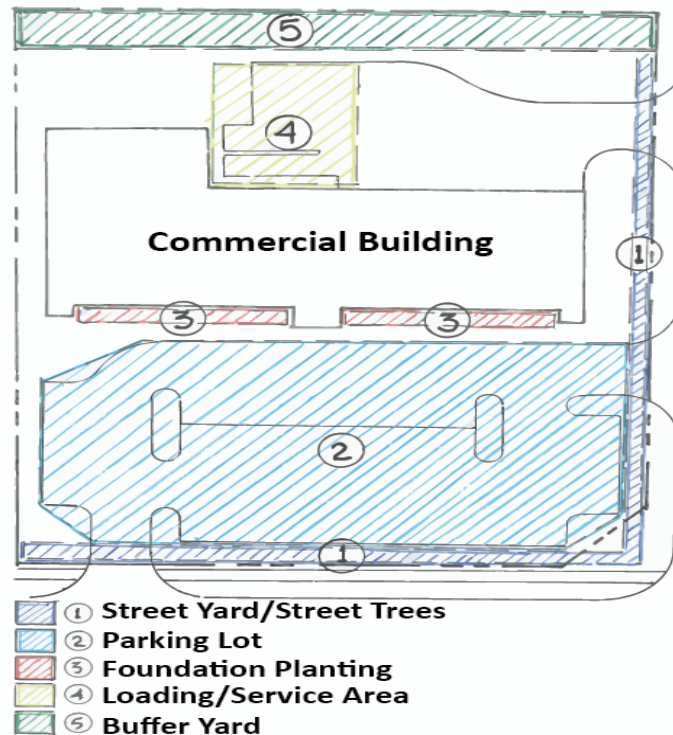 5
4
Commercial Building
1
3 3
2
1
1 Street Yard/Street Trees
2 Parking Lot
3 Foundation Planting
4 Loading/Service Area
5 Buffer Yard